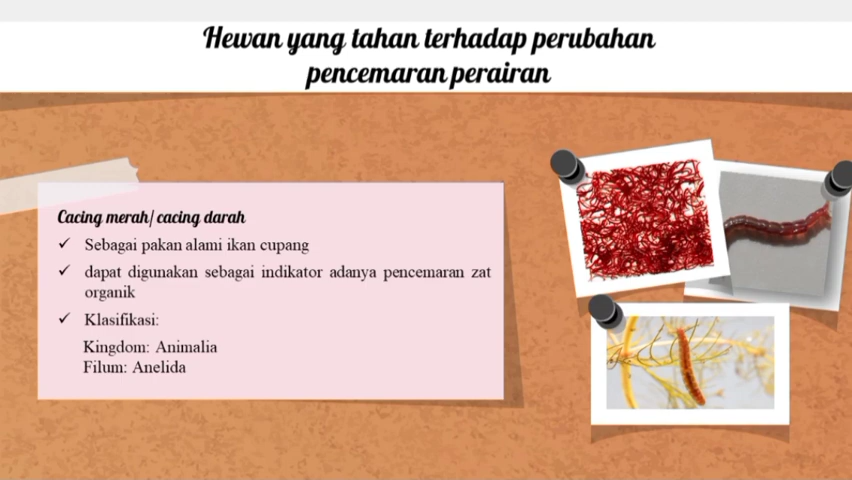 Hewan yang tahan terhadap perubahan
pencemaran perairan
Cacing merah/ cacing darah
✓ Sebagai pakan alami ikan cupang
✓ dapat digunakan sebagai indikator adanya pencemaran zat
organik
✓ Klasifikasi:
Kingdom: Animalia
Filum: Anelida